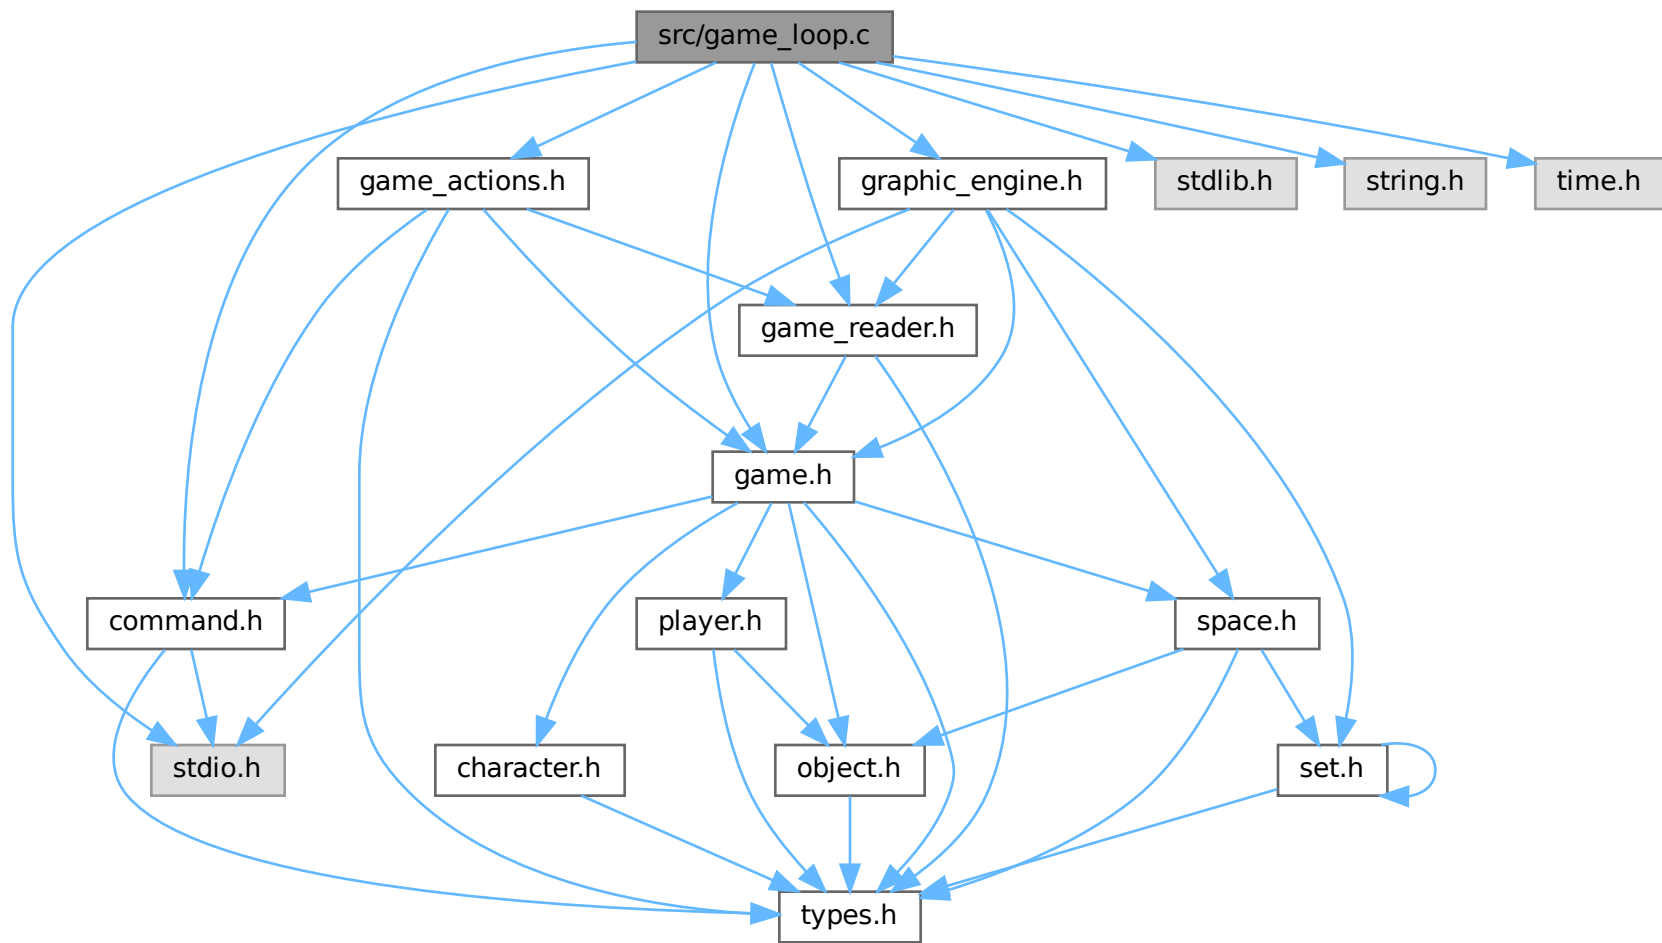 src/game_loop.c
game_actions.h
graphic_engine.h
stdlib.h
string.h
time.h
game_reader.h
game.h
command.h
player.h
space.h
stdio.h
character.h
object.h
set.h
types.h